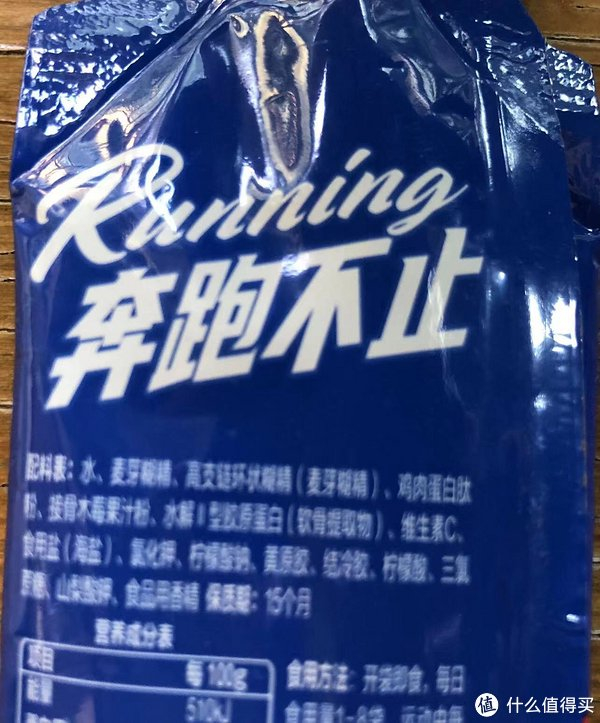 Running
奔跑不止
配料表：水、麦芽糊精、高支链环状糊精（麦芽糊精）、鸡肉蛋白肽
粉、接骨木莓果汁粉、水解Ⅱ型胶原蛋白（软骨提取物）、维生素C、
食用盐（海盐）、氯化钾、柠檬酸钠、黄原胶、结冷胶、柠檬酸、三氯
蔗糖、山梨酸钾、食品用香精 保质期：15个月
营养成分表
项目 每100g
能量 510kJ
食用方法：开袋即食，每日
值 什么值得买